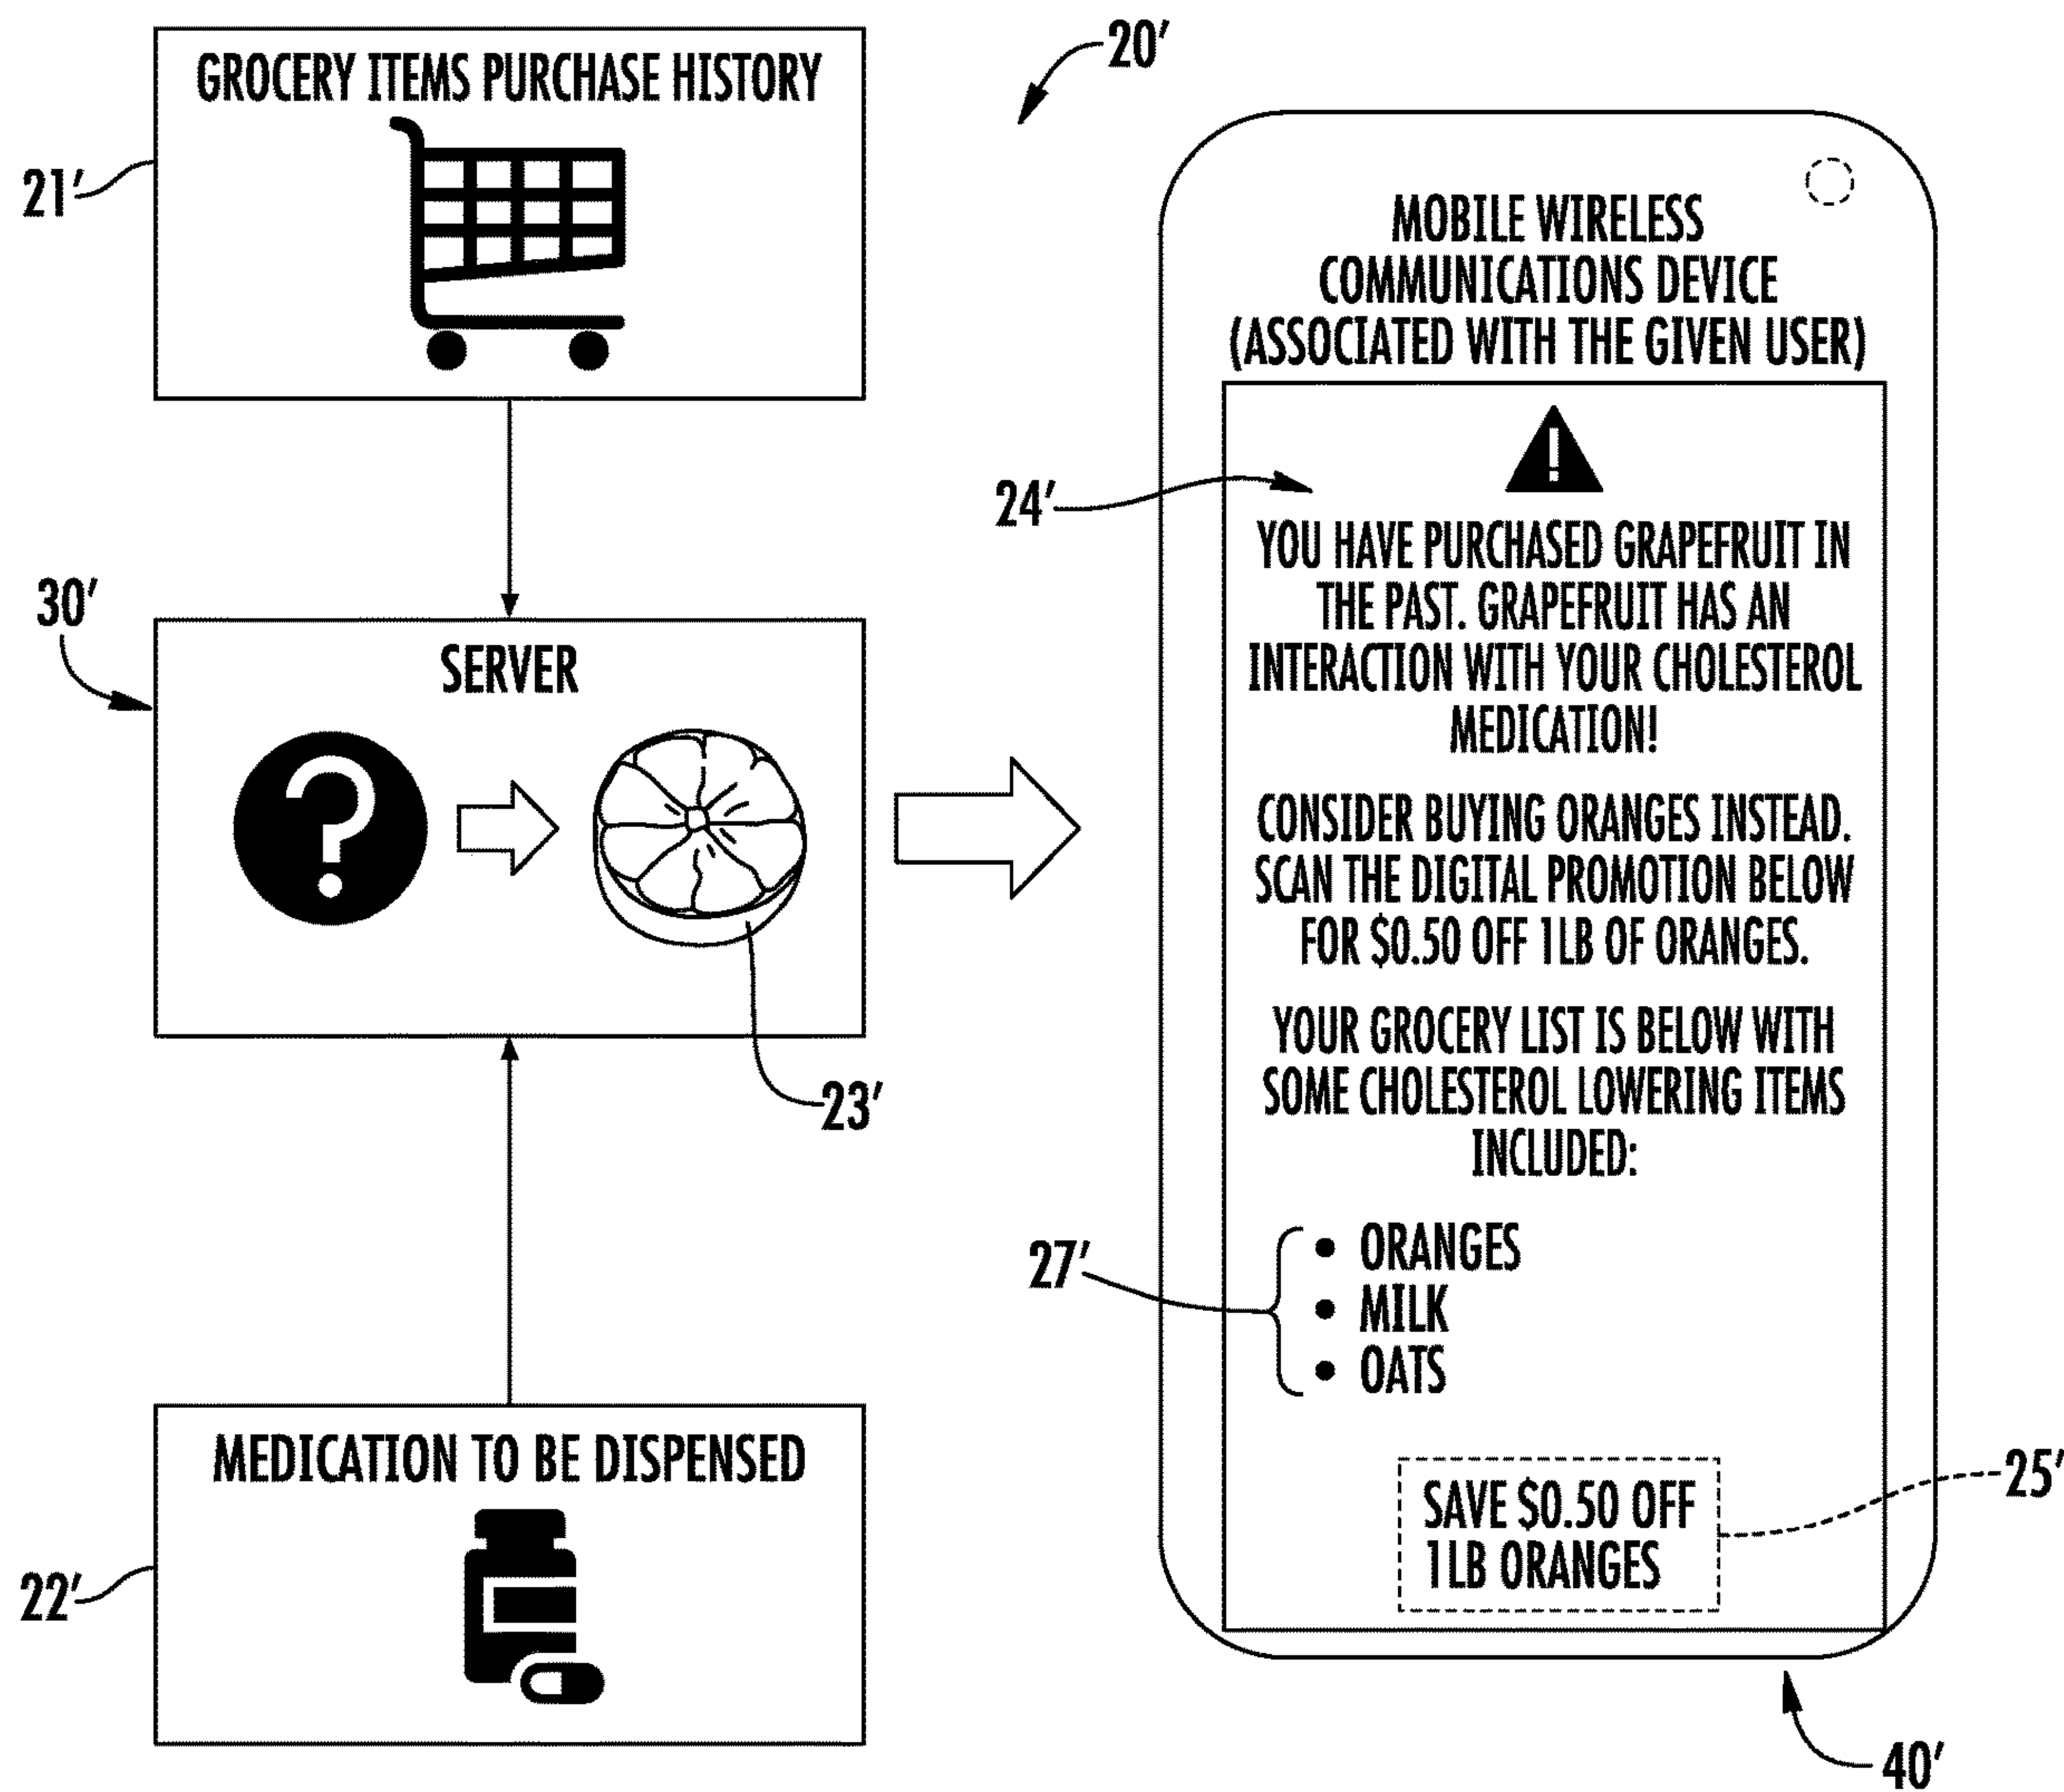 GROCERY ITEMS PURCHASE HISTORY
21'
20'
30'
SERVER
?
23'
MEDICATION TO BE DISPENSED
22'
MOBILE WIRELESS
COMMUNICATIONS DEVICE
(ASSOCIATED WITH THE GIVEN USER)
!
24'
YOU HAVE PURCHASED GRAPEFRUIT IN
THE PAST. GRAPEFRUIT HAS AN
INTERACTION WITH YOUR CHOLESTEROL
MEDICATION!
CONSIDER BUYING ORANGES INSTEAD.
SCAN THE DIGITAL PROMOTION BELOW
FOR $0.50 OFF 1LB OF ORANGES.
YOUR GROCERY LIST IS BELOW WITH
SOME CHOLESTEROL LOWERING ITEMS
INCLUDED:
27'
• ORANGES
• MILK
• OATS
SAVE $0.50 OFF
1LB ORANGES
25'
40'